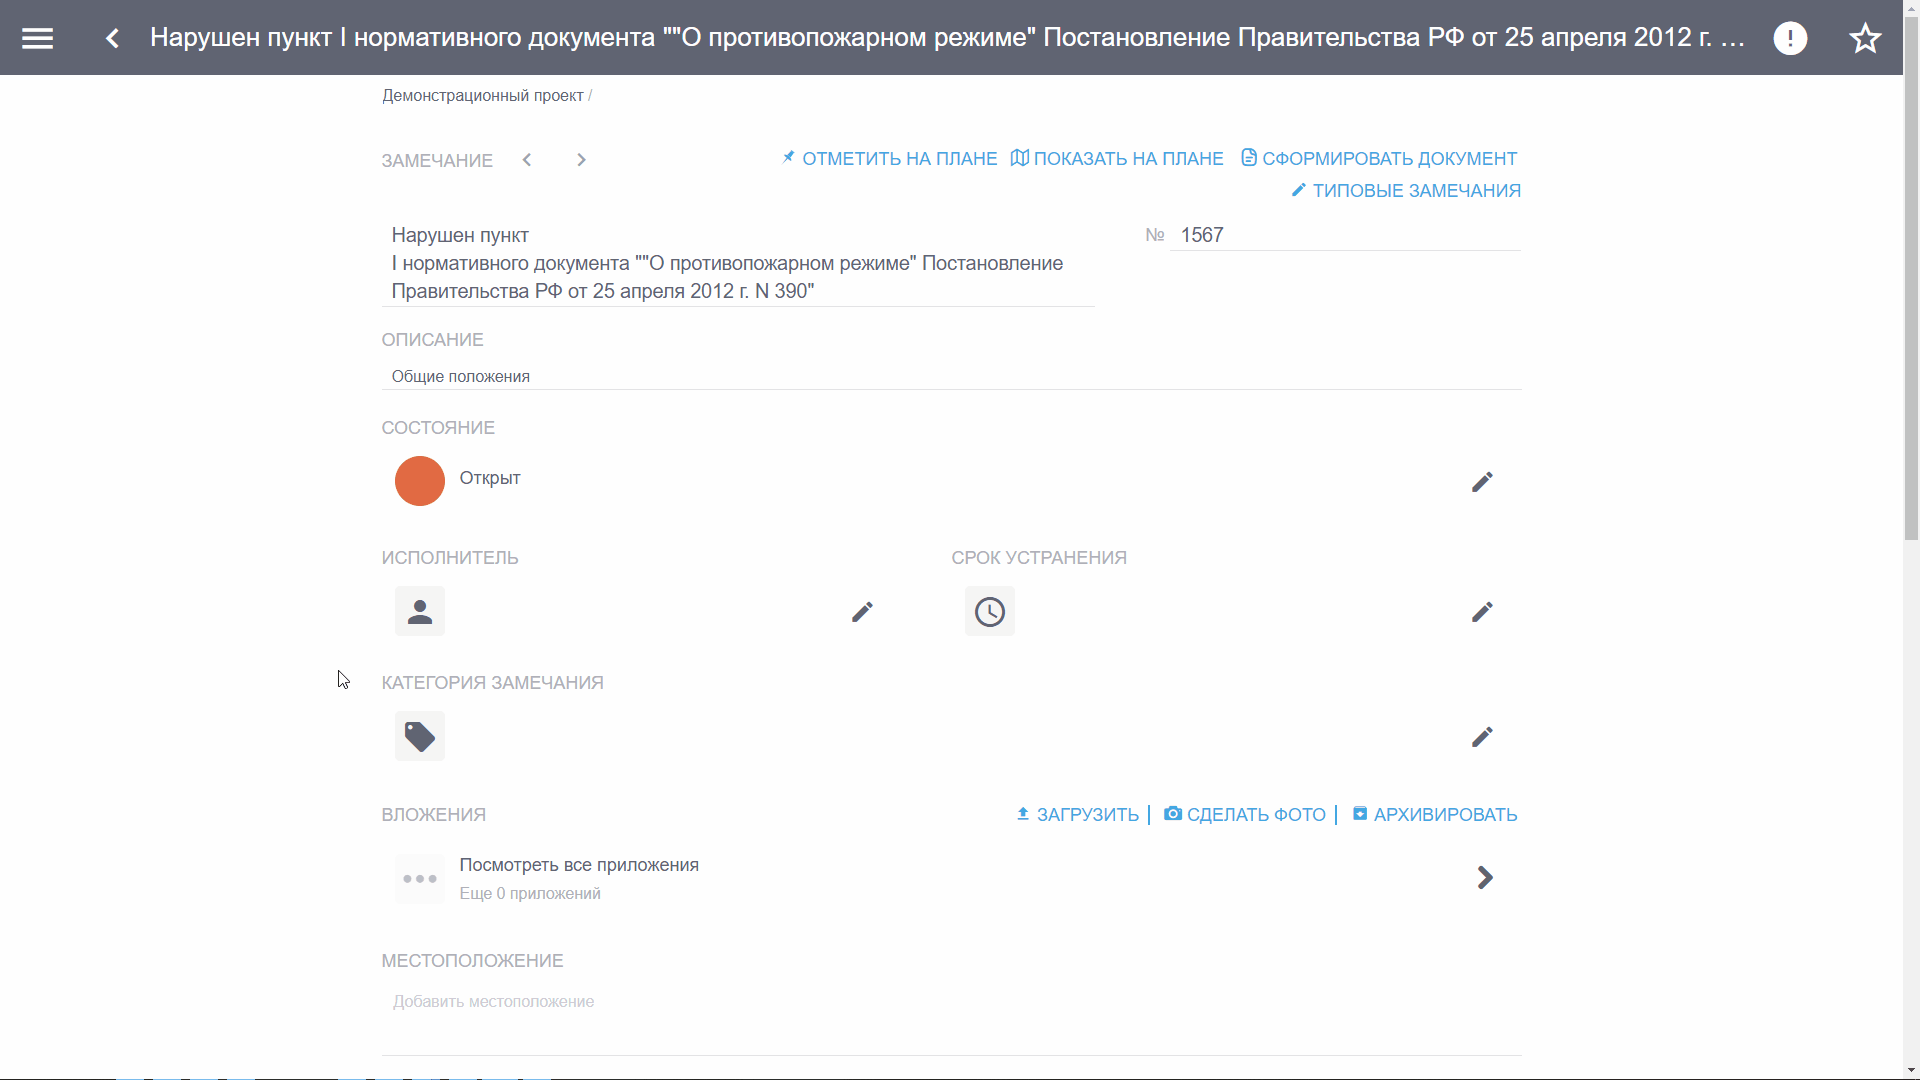 Нарушен пункт I нормативного документа ""О противопожарном режиме" Постановление Правительства РФ от 25 апреля 2012 г. ...
Демонстрационный проект /
ЗАМЕЧАНИЕ
ОТМЕТИТЬ НА ПЛАНЕ ПОКАЗАТЬ НА ПЛАНЕ СФОРМИРОВАТЬ ДОКУМЕНТ
ТИПОВЫЕ ЗАМЕЧАНИЯ
Нарушен пункт
I нормативного документа ""О противопожарном режиме" Постановление
Правительства РФ от 25 апреля 2012 г. N 390"
№ 1567
ОПИСАНИЕ
Общие положения
СОСТОЯНИЕ
Открыт
ИСПОЛНИТЕЛЬ
СРОК УСТРАНЕНИЯ
КАТЕГОРИЯ ЗАМЕЧАНИЯ
ВЛОЖЕНИЯ
ЗАГРУЗИТЬ | СДЕЛАТЬ ФОТО | АРХИВИРОВАТЬ
Посмотреть все приложения
Еще 0 приложений
МЕСТОПОЛОЖЕНИЕ
Добавить местоположение